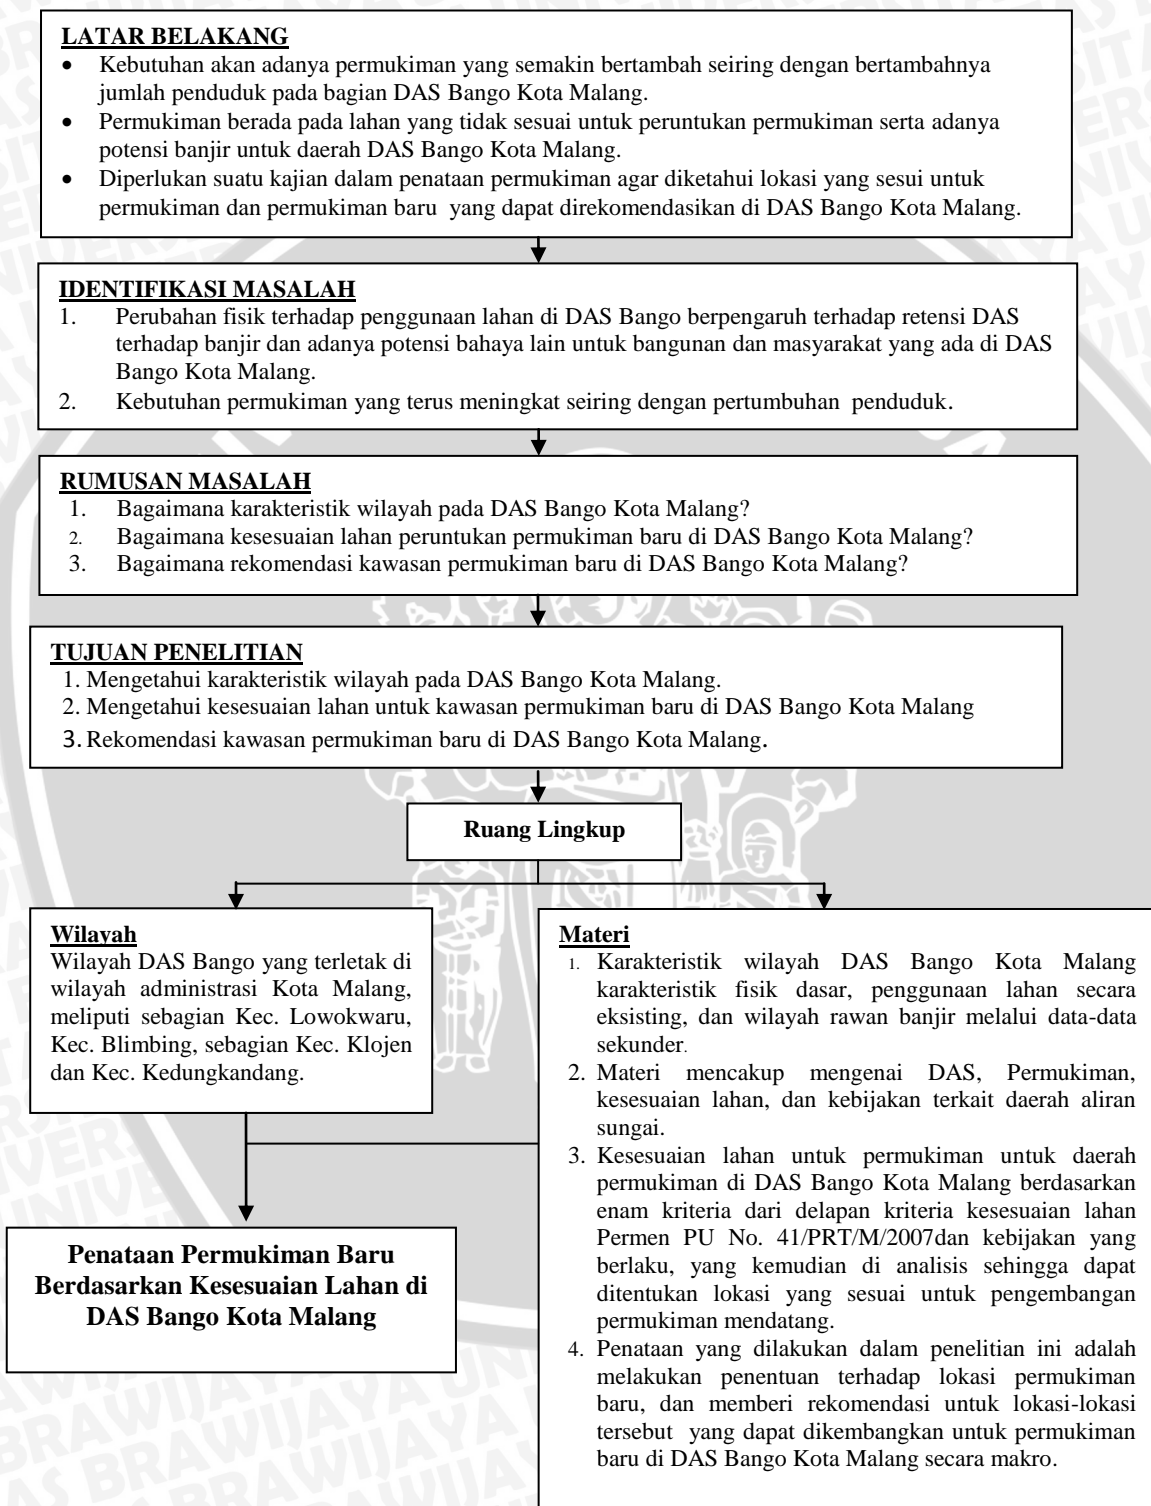 LATAR BELAKANG
• Kebutuhan akan adanya permukiman yang semakin bertambah seiring dengan bertambahnya
jumlah penduduk pada bagian DAS Bango Kota Malang.
• Permukiman berada pada lahan yang tidak sesuai untuk peruntukan permukiman serta adanya
potensi banjir untuk daerah DAS Bango Kota Malang.
• Diperlukan suatu kajian dalam penataan permukiman agar diketahui lokasi yang sesui untuk
permukiman dan permukiman baru yang dapat direkomendasikan di DAS Bango Kota Malang.
IDENTIFIKASI MASALAH
1. Perubahan fisik terhadap penggunaan lahan di DAS Bango berpengaruh terhadap retensi DAS
terhadap banjir dan adanya potensi bahaya lain untuk bangunan dan masyarakat yang ada di DAS
Bango Kota Malang.
2. Kebutuhan permukiman yang terus meningkat seiring dengan pertumbuhan penduduk.
RUMUSAN MASALAH
1. Bagaimana karakteristik wilayah pada DAS Bango Kota Malang?
2. Bagaimana kesesuaian lahan peruntukan permukiman baru di DAS Bango Kota Malang?
3. Bagaimana rekomendasi kawasan permukiman baru di DAS Bango Kota Malang?
TUJUAN PENELITIAN
1. Mengetahui karakteristik wilayah pada DAS Bango Kota Malang.
2. Mengetahui kesesuaian lahan untuk kawasan permukiman baru di DAS Bango Kota Malang
3. Rekomendasi kawasan permukiman baru di DAS Bango Kota Malang.
Ruang Lingkup
Wilayah
Wilayah DAS Bango yang terletak di
wilayah administrasi Kota Malang,
meliputi sebagian Kec. Lowokwaru,
Kec. Blimbing, sebagian Kec. Klojen
dan Kec. Kedungkandang.
Materi
1. Karakteristik wilayah DAS Bango Kota Malang
karakteristik fisik dasar, penggunaan lahan secara
eksisting, dan wilayah rawan banjir melalui data-data
sekunder.
2. Materi mencakup mengenai DAS, Permukiman,
kesesuaian lahan, dan kebijakan terkait daerah aliran
sungai.
3. Kesesuaian lahan untuk permukiman untuk daerah
permukiman di DAS Bango Kota Malang berdasarkan
enam kriteria dari delapan kriteria kesesuaian lahan
Permen PU No. 41/PRT/M/2007dan kebijakan yang
berlaku, yang kemudian di analisis sehingga dapat
ditentukan lokasi yang sesuai untuk pengembangan
permukiman mendatang.
4. Penataan yang dilakukan dalam penelitian ini adalah
melakukan penentuan terhadap lokasi permukiman
baru, dan memberi rekomendasi untuk lokasi-lokasi
tersebut yang dapat dikembangkan untuk permukiman
baru di DAS Bango Kota Malang secara makro.
Penataan Permukiman Baru
Berdasarkan Kesesuaian Lahan di
DAS Bango Kota Malang